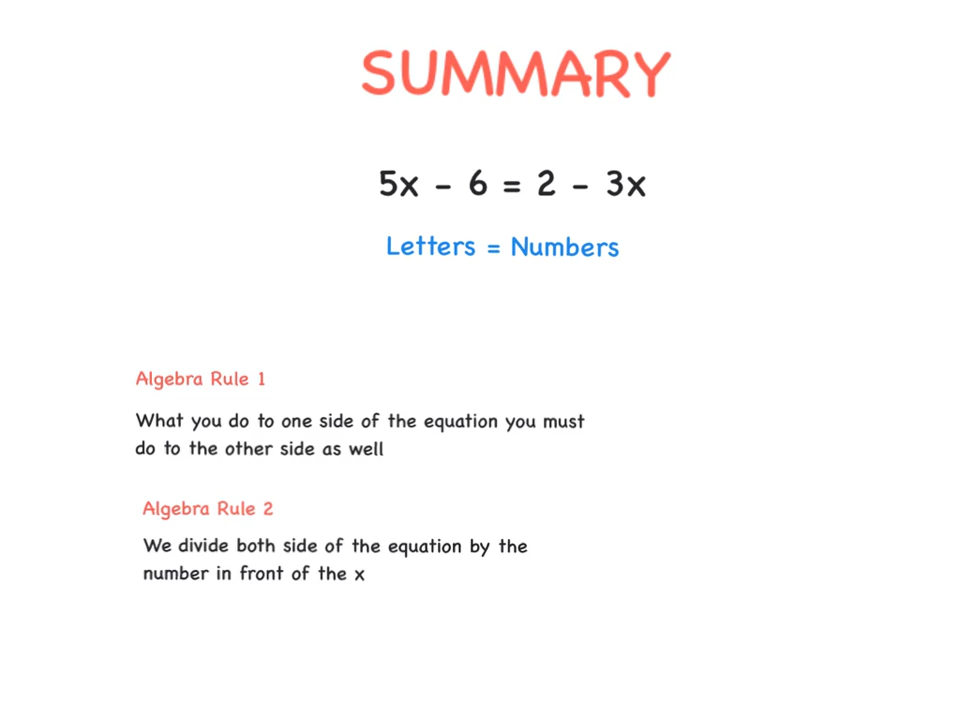 SUMMARY
5x - 6 = 2 - 3x
Letters = Numbers
Algebra Rule 1
What you do to one side of the equation you must
do to the other side as well
Algebra Rule 2
We divide both side of the equation by the
number in front of the x